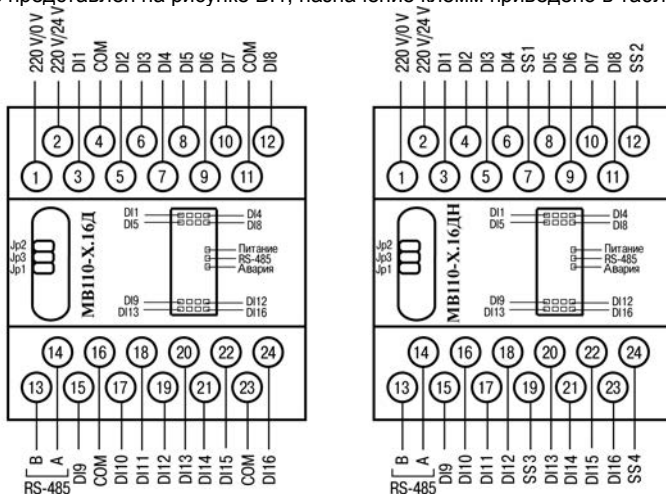 представлен на рисунке В.1, назначение клемм приведено в табл
220 V/0 V
220 V/24 V
DI1
COM
DI2
DI3
DI4
DI5
DI6
DI7
COM
DI8
2 4 6 8 10 12
1 3 5 7 9 11
Jp2
Jp3
Jp1
МВ110-Х.16Д
DI1 DI4
DI5 DI8
Питание
RS-485
Авария
DI9 DI12
DI13 DI16
14 16 18 20 22 24
13 15 17 19 21 23
B
A
DI9
COM
DI10
DI11
DI12
DI13
DI14
DI15
COM
DI16
RS-485
220 V/0 V
220 V/24 V
DI1
DI2
DI3
DI4
SS1
DI5
DI6
DI7
DI8
SS2
2 4 6 8 10 12
1 3 5 7 9 11
Jp2
Jp3
Jp1
МВ110-Х.16ДН
DI1 DI4
DI5 DI8
Питание
RS-485
Авария
DI9 DI12
DI13 DI16
14 16 18 20 22 24
13 15 17 19 21 23
B
A
DI9
DI10
DI11
DI12
SS3
DI13
DI14
DI15
DI16
SS4
RS-485